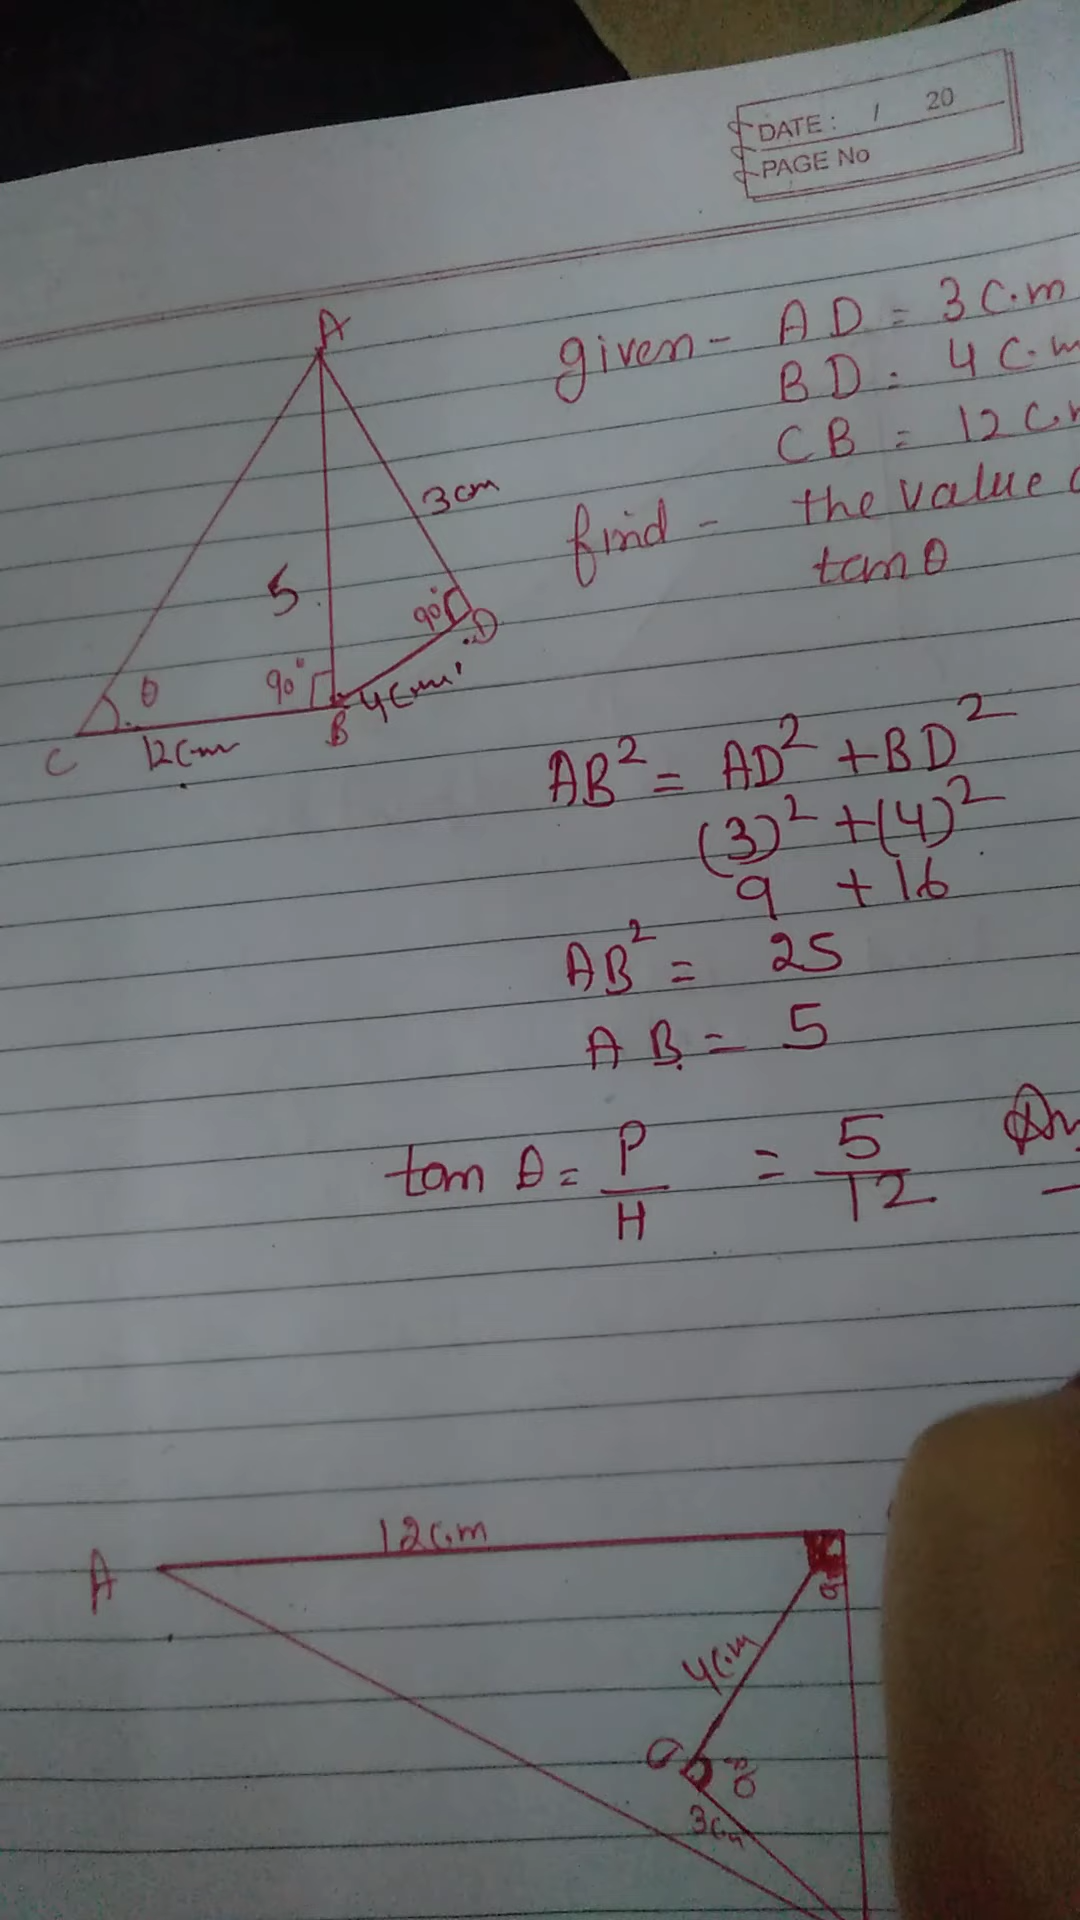 DATE: / 20
PAGE No
A
given - AD = 3 C.m
BD = 4 C.m
CB = 12 C.m
3cm
find - the value
tan θ
5
90° D
θ 90°
4cm
C 12cm B
AB² = AD² + BD²
(3)² + (4)²
9 + 16
AB² = 25
AB = 5
tan θ = P/H = 5/12
12c.m
A
4c.m
3cm